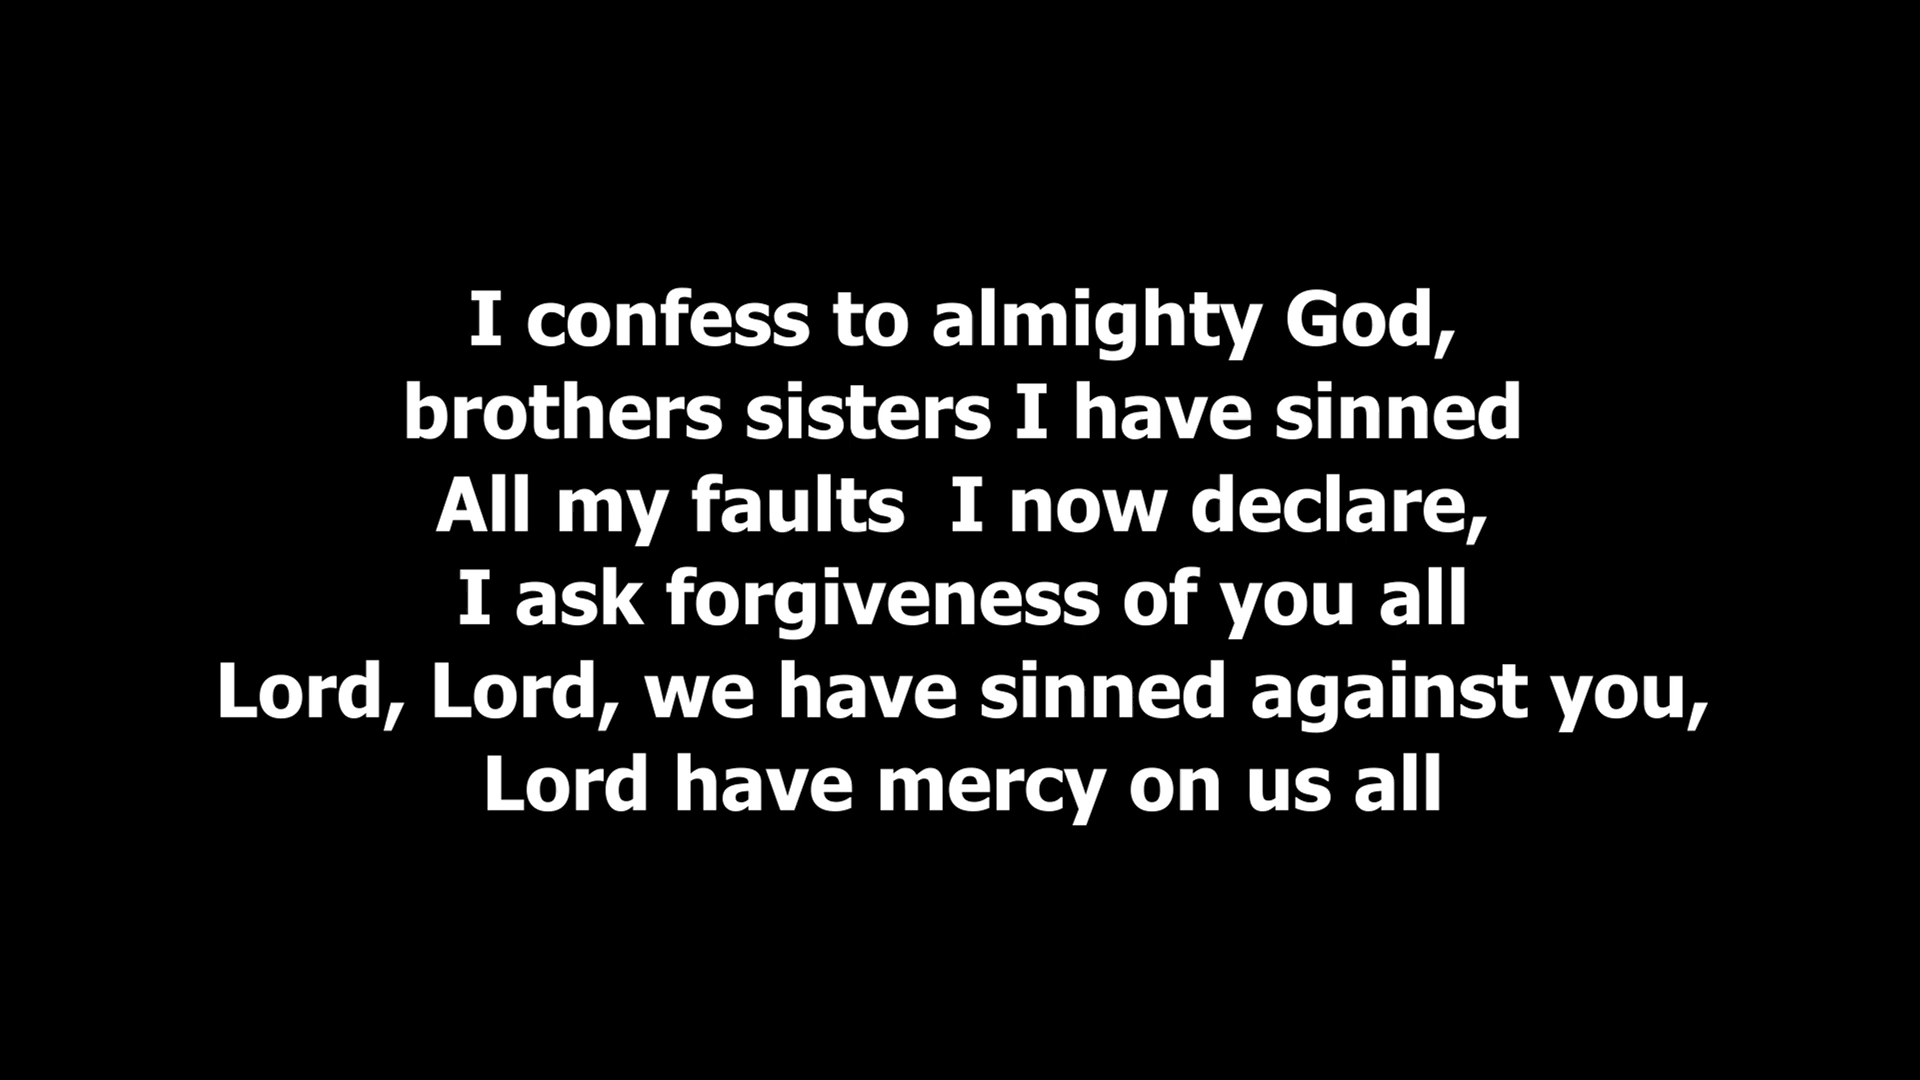 I confess to almighty God,
brothers sisters I have sinned
All my faults  I now declare,
I ask forgiveness of you all
Lord, Lord, we have sinned against you,
Lord have mercy on us all